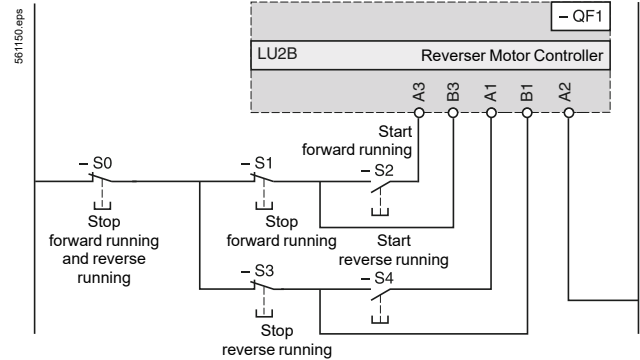 561150.eps
– QF1
LU2B Reverser Motor Controller
A3 B3 A1 B1 A2
Start
forward running
– S0 – S1 – S2
Stop
forward running
and reverse
running
Stop
forward running
Start
reverse running
– S3 – S4
Stop
reverse running